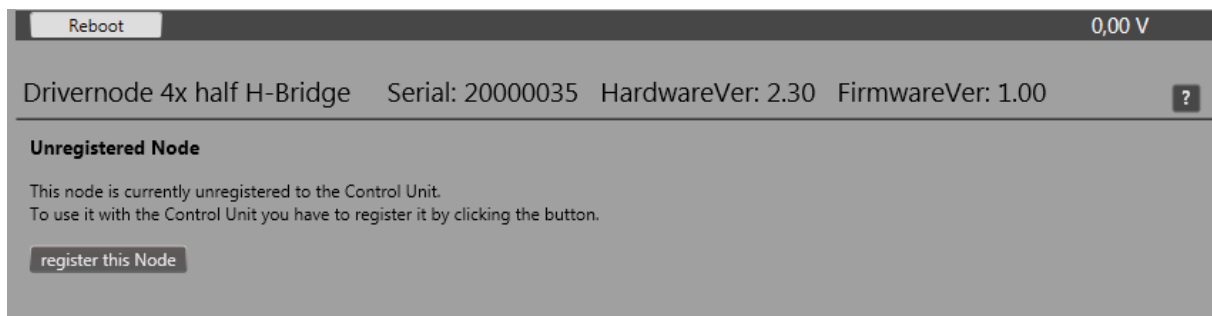 Reboot 0,00 V
Drivernode 4x half H-Bridge Serial: 20000035 HardwareVer: 2.30 FirmwareVer: 1.00 ?
Unregistered Node
This node is currently unregistered to the Control Unit.
To use it with the Control Unit you have to register it by clicking the button.
register this Node